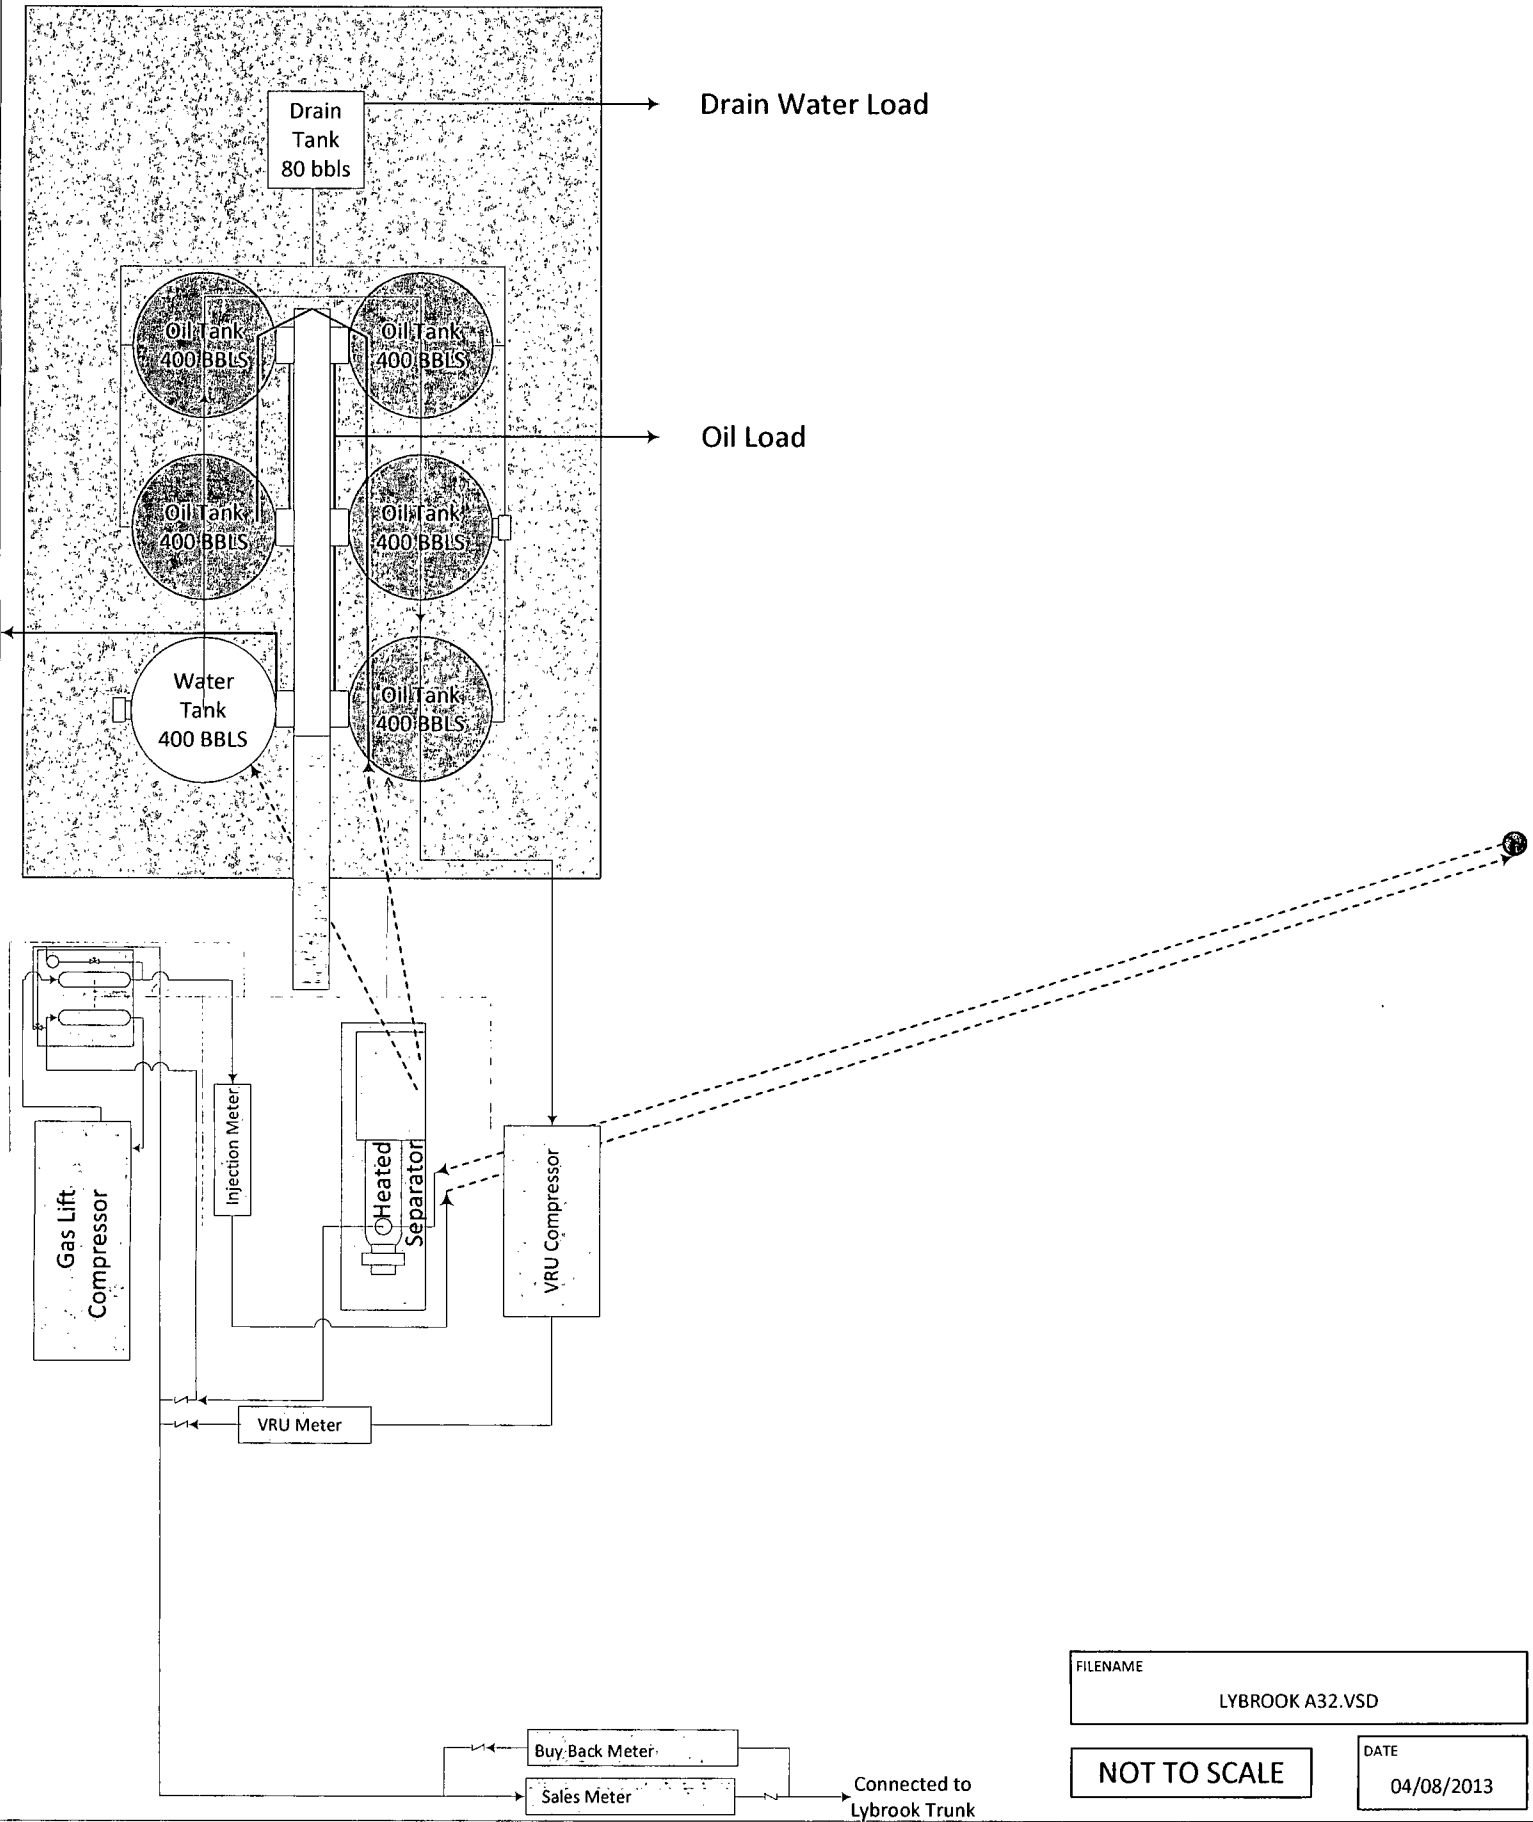 Drain
Tank
80 bbls
Drain Water Load
Oil Tank
400 BBLS
Oil Tank
400 BBLS
Oil Load
Oil Tank
400 BBLS
Oil Tank
400 BBLS
Water
Tank
400 BBLS
Oil Tank
400 BBLS
Injection Meter
Heated
Separator
VRU Compressor
Gas Lift
Compressor
VRU Meter
FILENAME
LYBROOK A32.VSD
Buy Back Meter
NOT TO SCALE
DATE
04/08/2013
Sales Meter
Connected to
Lybrook Trunk